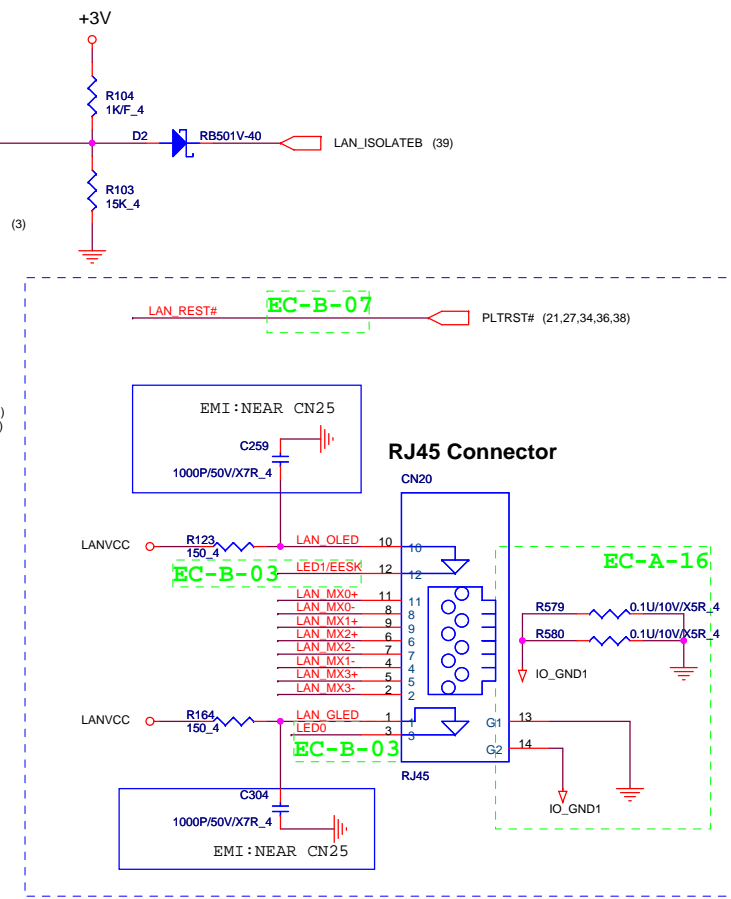 +3V
R104
1K/F_4
D2
RB501V-40
LAN_ISOLATEB (39)
R103
15K_4
(3)
LAN_REST#
EC-B-07
PLTRST# (21,27,34,36,38)
)
)
EMI:NEAR CN25
C259
1000P/50V/X7R_4
RJ45 Connector
CN20
LANVCC
R123
150_4
LAN_OLED
10
10
EC-B-03
LED1/EESK
12
12
EC-A-16
LAN_MX0+
11
11
LAN_MX0-
8
8
LAN_MX1+
9
9
LAN_MX2+
6
6
LAN_MX2-
7
7
LAN_MX1-
4
4
LAN_MX3+
5
5
LAN_MX3-
2
2
R579
0.1U/10V/X5R_4
R580
0.1U/10V/X5R_4
IO_GND1
LANVCC
R164
150_4
LAN_GLED
1
1
LED0
3
3
EC-B-03
G1
13
G2
14
RJ45
IO_GND1
C304
1000P/50V/X7R_4
EMI:NEAR CN25